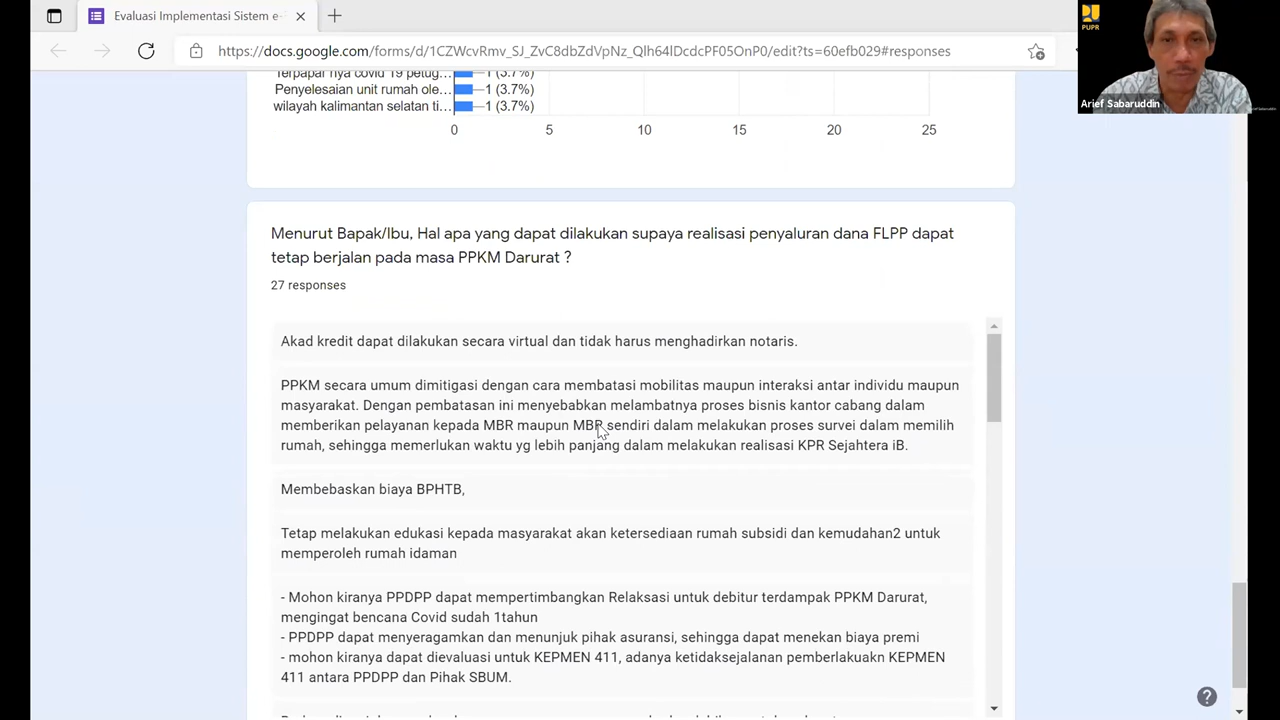 Evaluasi Implementasi Sistem e-
https://docs.google.com/forms/d/1CZWcvRmv_SJ_ZvC8dbZdVpNz_Qlh64lDcdcPF05OnP0/edit?ts=60efb029#responses
PUPR
Arief Sabaruddin
Terpapar nya covid 19 petug... 1 (3.7%)
Penyelesaian unit rumah ole... 1 (3.7%)
wilayah kalimantan selatan ti... 1 (3.7%)
0 5 10 15 20 25
Menurut Bapak/Ibu, Hal apa yang dapat dilakukan supaya realisasi penyaluran dana FLPP dapat
tetap berjalan pada masa PPKM Darurat ?
27 responses
Akad kredit dapat dilakukan secara virtual dan tidak harus menghadirkan notaris.
PPKM secara umum dimitigasi dengan cara membatasi mobilitas maupun interaksi antar individu maupun
masyarakat. Dengan pembatasan ini menyebabkan melambatnya proses bisnis kantor cabang dalam
memberikan pelayanan kepada MBR maupun MBR sendiri dalam melakukan proses survei dalam memilih
rumah, sehingga memerlukan waktu yg lebih panjang dalam melakukan realisasi KPR Sejahtera iB.
Membebaskan biaya BPHTB,
Tetap melakukan edukasi kepada masyarakat akan ketersediaan rumah subsidi dan kemudahan2 untuk
memperoleh rumah idaman
- Mohon kiranya PPDPP dapat mempertimbangkan Relaksasi untuk debitur terdampak PPKM Darurat,
mengingat bencana Covid sudah 1tahun
- PPDPP dapat menyeragamkan dan menunjuk pihak asuransi, sehingga dapat menekan biaya premi
- mohon kiranya dapat dievaluasi untuk KEPMEN 411, adanya ketidaksejalanan pemberlakuakn KEPMEN
411 antara PPDPP dan Pihak SBUM.